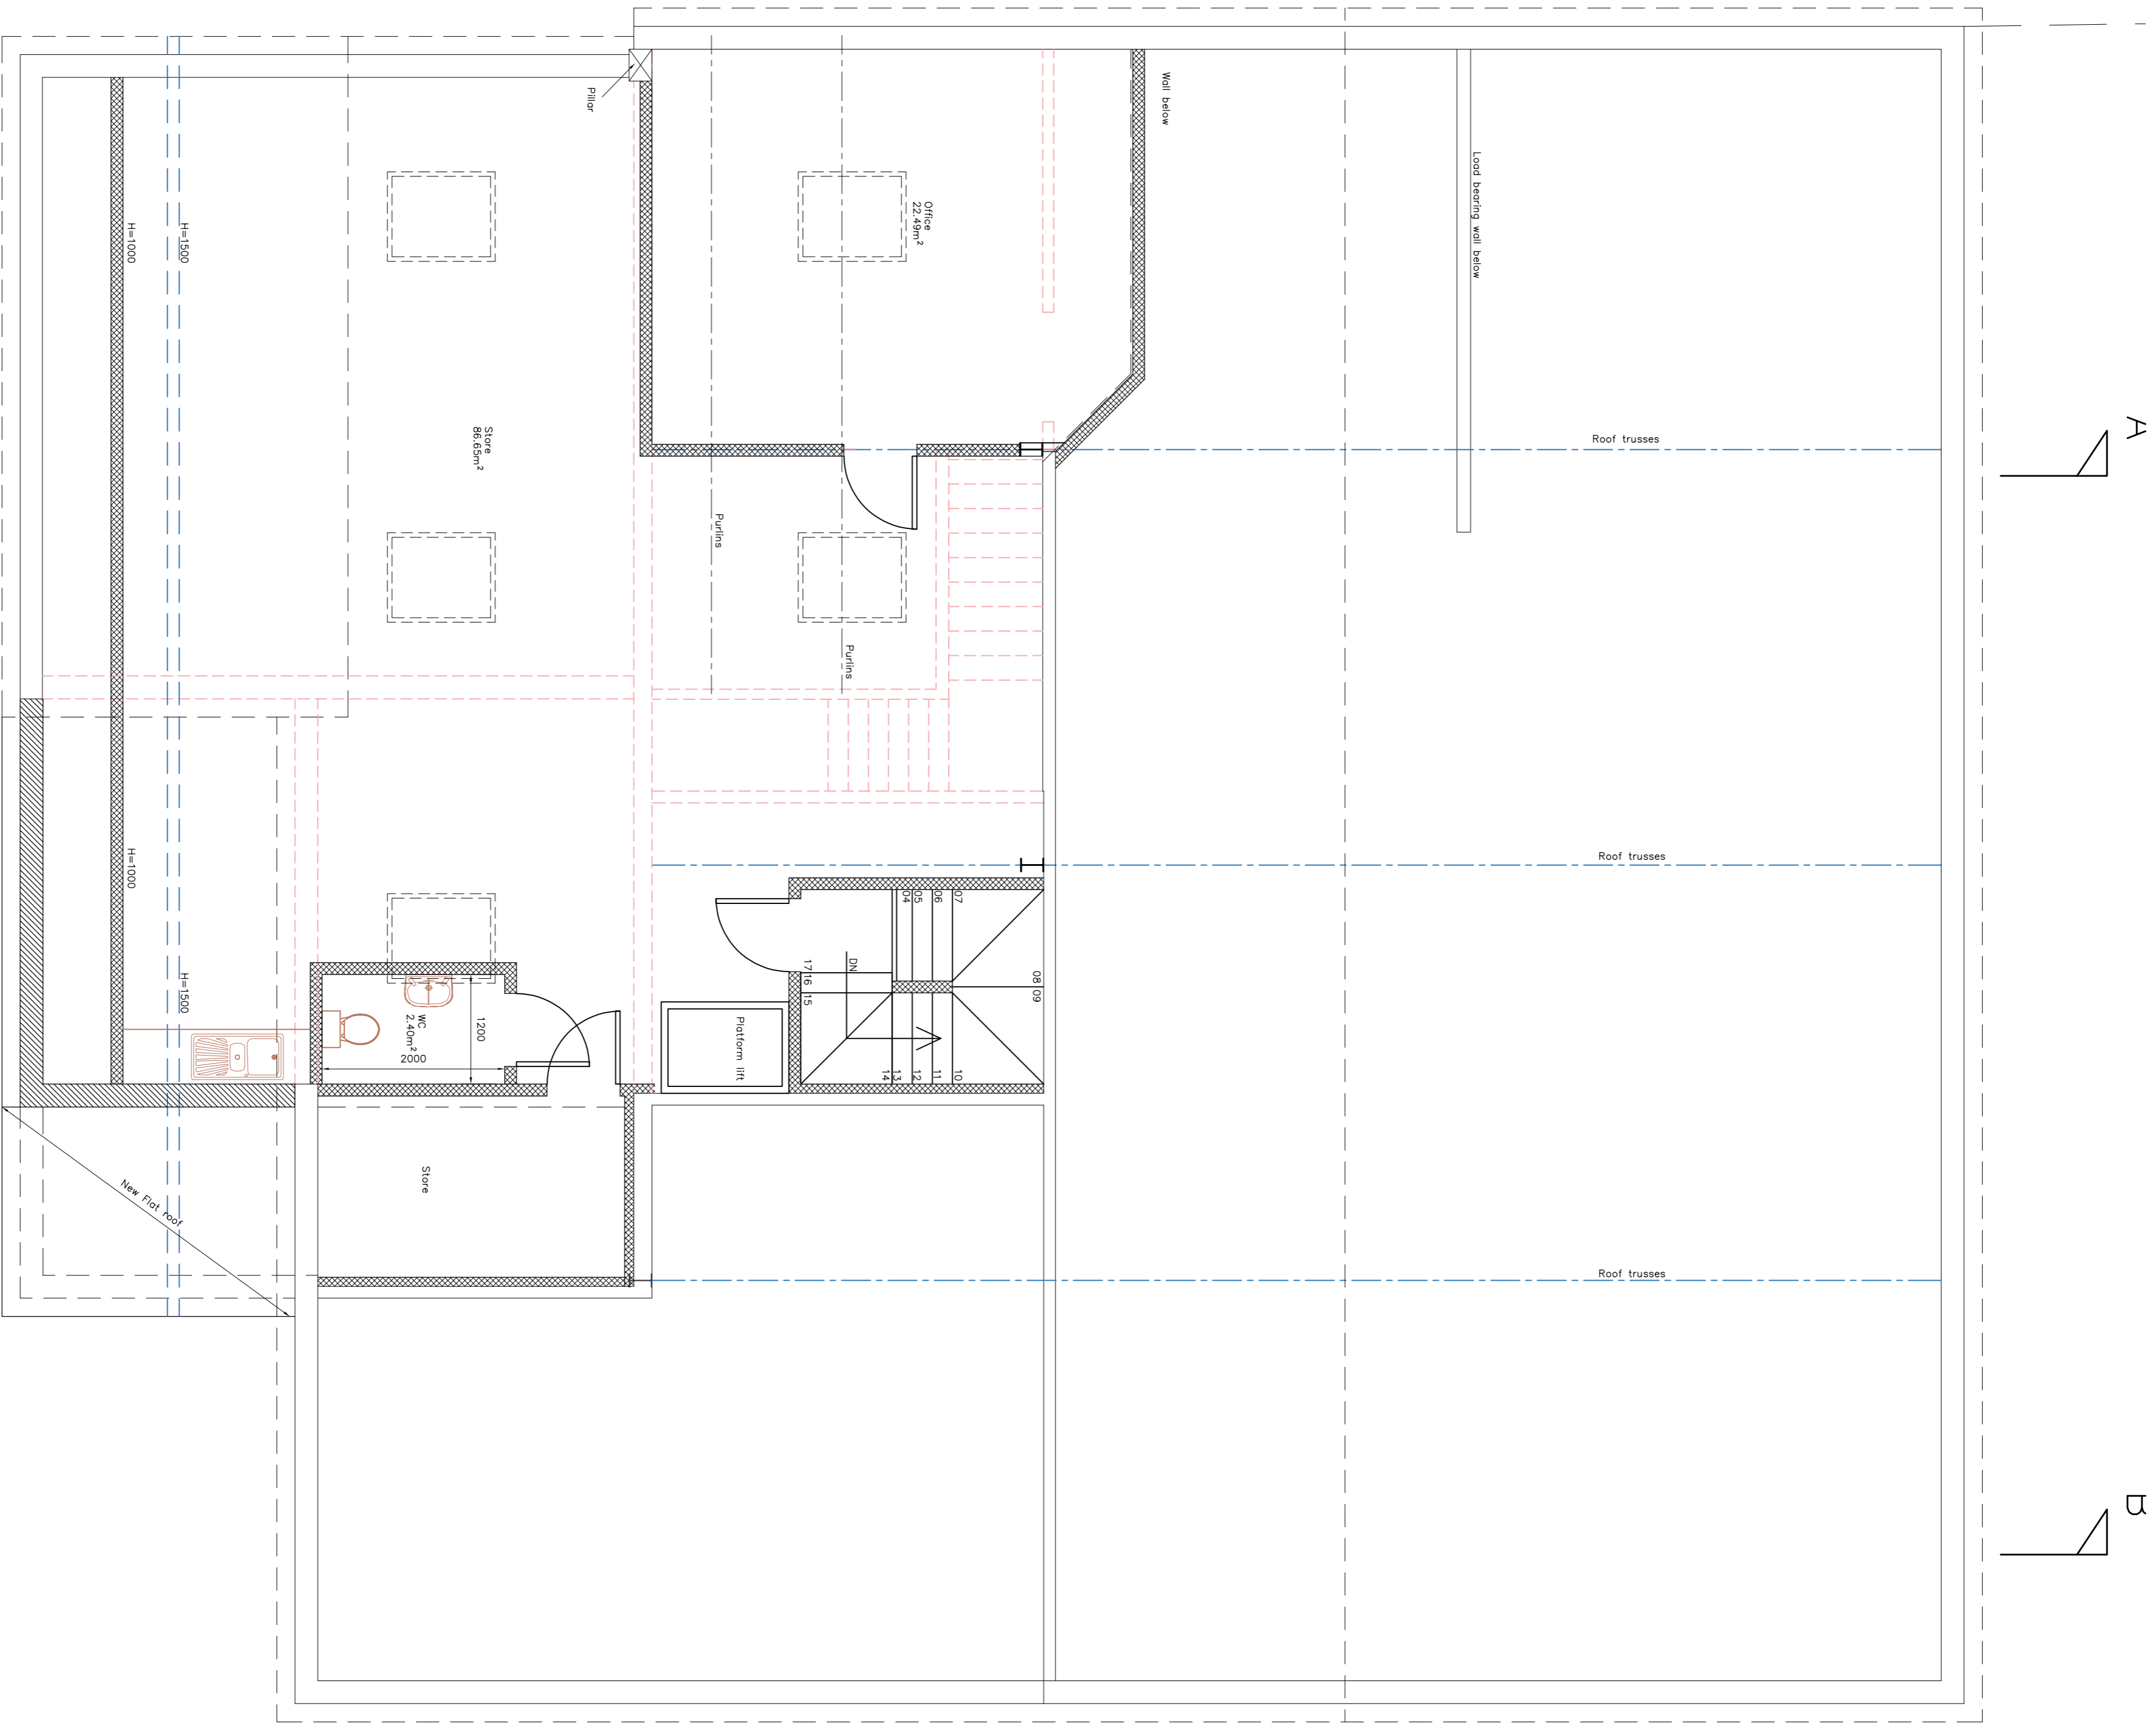 Pillar
Wall below
Load bearing wall below
Office
22.49m²
H=1000
H=1500
Store
86.65m²
Roof trusses
A
Purlins
Purlins
H=1000
Roof trusses
04
05
06
07
08
09
DN
17
16
15
14
13
12
11
10
H=1500
WC
2.40m²
1200
2000
Platform lift
Store
New Flat roof
Roof trusses
B